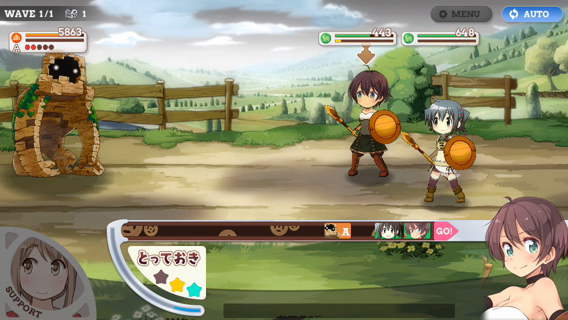 WAVE 1/1
1
MENU
AUTO
5863
A
443
648
A
GO!
とっておき
SUPPORT